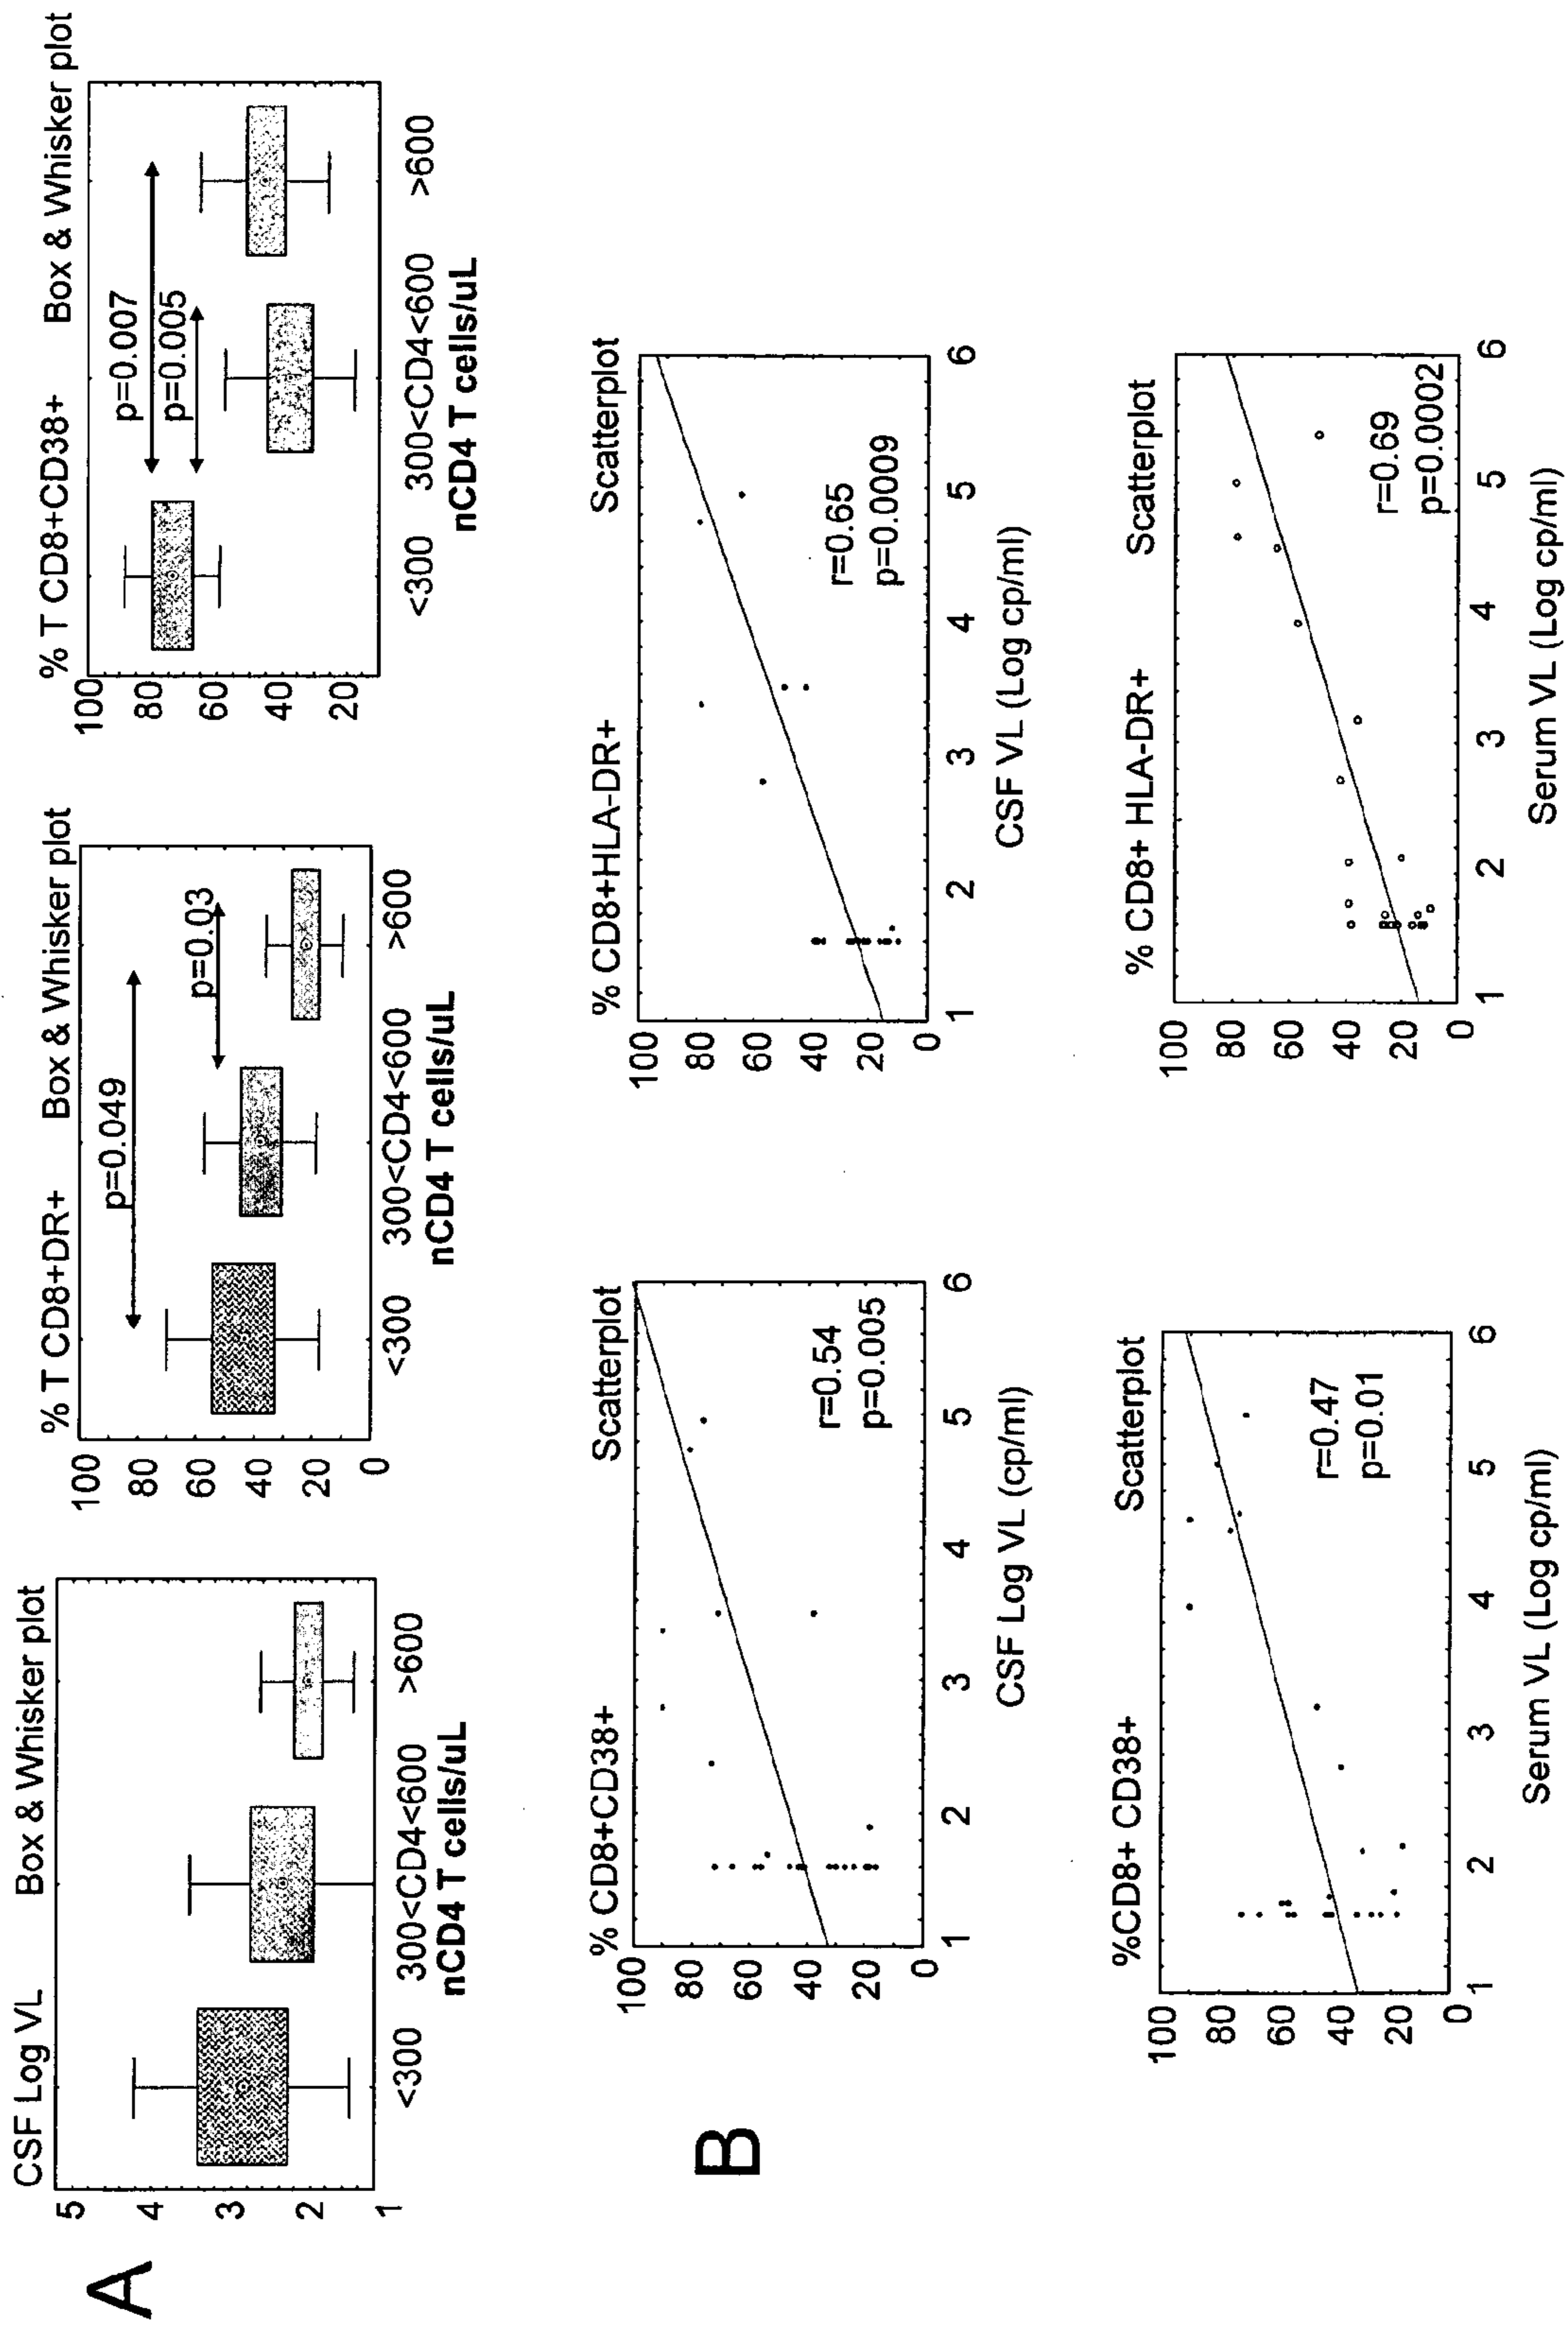 A
CSF Log VL Box & Whisker plot
5
4
3
2
1
<300 300<CD4<600 >600
nCD4 T cells/uL
% T CD8+DR+ Box & Whisker plot
100
80
60
40
20
0
p=0.049
p=0.03
<300 300<CD4<600 >600
nCD4 T cells/uL
% T CD8+CD38+ Box & Whisker plot
100
80
60
40
20
p=0.007
p=0.005
<300 300<CD4<600 >600
nCD4 T cells/uL
B
% CD8+CD38+ Scatterplot
100
80
60
40
20
0
r=0.54
p=0.005
1 2 3 4 5 6
CSF Log VL (cp/ml)
% CD8+HLA-DR+ Scatterplot
100
80
60
40
20
0
r=0.65
p=0.0009
1 2 3 4 5 6
CSF VL (Log cp/ml)
%CD8+ CD38+ Scatterplot
100
80
60
40
20
0
r=0.47
p=0.01
1 2 3 4 5 6
Serum VL (Log cp/ml)
% CD8+ HLA-DR+ Scatterplot
100
80
60
40
20
0
r=0.69
p=0.0002
1 2 3 4 5 6
Serum VL (Log cp/ml)